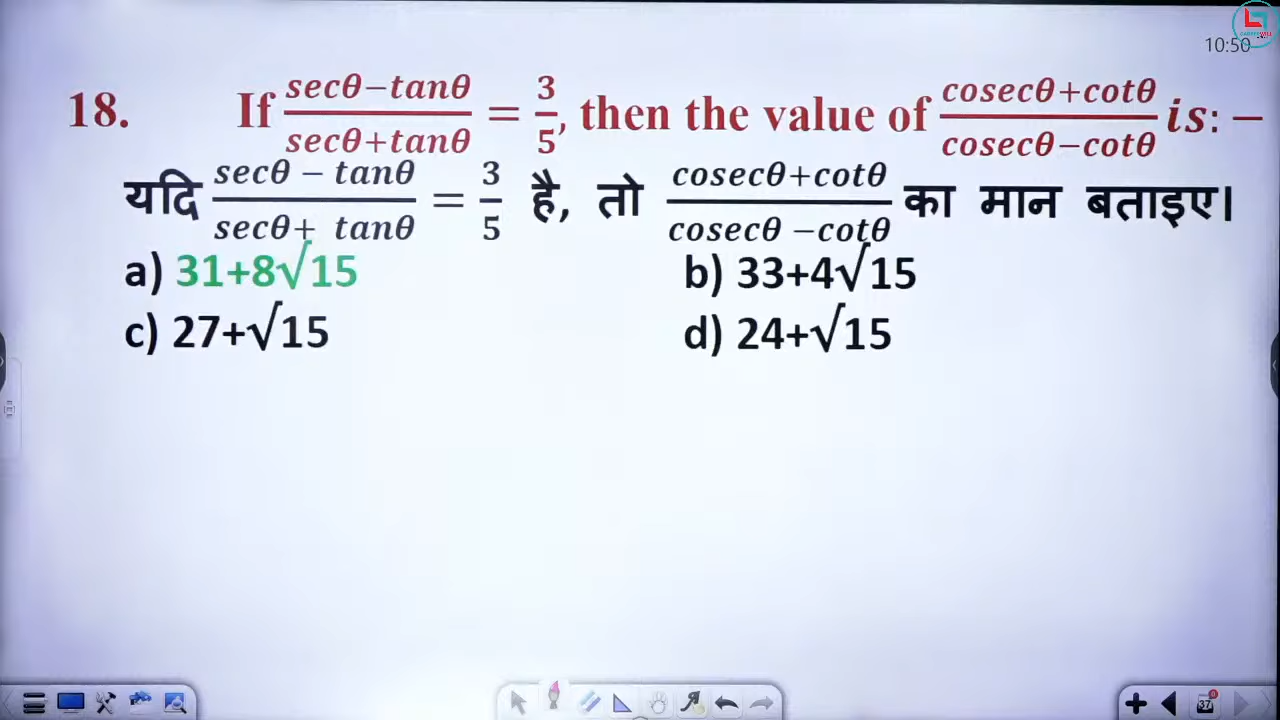 10:50
18. If secθ−tanθ/secθ+tanθ = 3/5, then the value of cosecθ+cotθ/cosecθ−cotθ is: −
यदि secθ − tanθ/secθ+ tanθ = 3/5 है, तो cosecθ+cotθ/cosecθ −cotθ का मान बताइए।
a) 31+8√15 b) 33+4√15
c) 27+√15 d) 24+√15
37